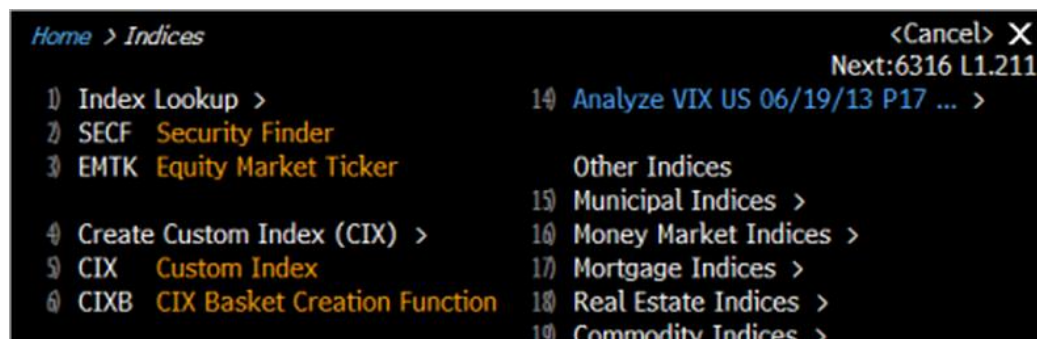 Home > Indices
<Cancel> X
Next:6316 L1.211
1) Index Lookup >
2) SECF Security Finder
3) EMTK Equity Market Ticker
4) Create Custom Index (CIX) >
5) CIX Custom Index
6) CIXB CIX Basket Creation Function
14) Analyze VIX US 06/19/13 P17 ... >
Other Indices
15) Municipal Indices >
16) Money Market Indices >
17) Mortgage Indices >
18) Real Estate Indices >
19) Commodity Indices >